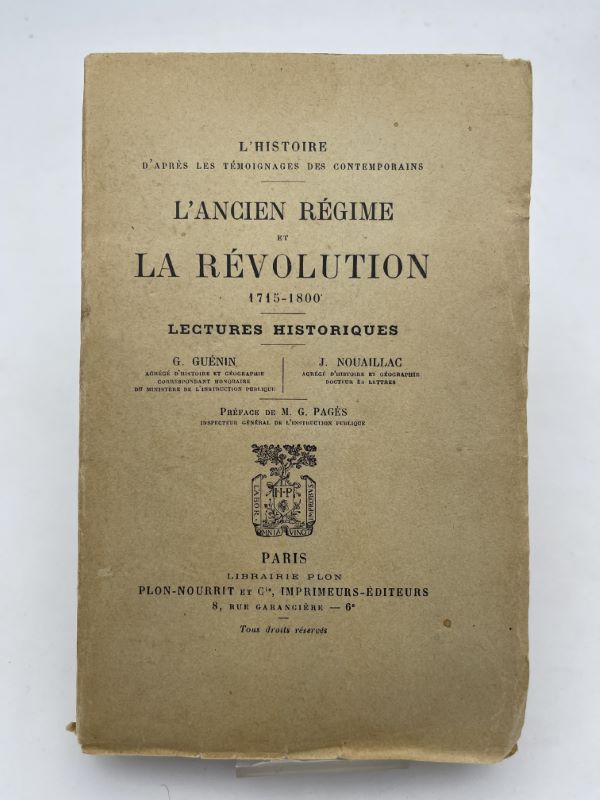 L'HISTOIRE
D'APRÈS LES TÉMOIGNAGES DES CONTEMPORAINS
L'ANCIEN RÉGIME
ET
LA RÉVOLUTION
1715-1800
LECTURES HISTORIQUES
G. GUÉNIN
AGRÉGÉ D'HISTOIRE ET GÉOGRAPHIE
CORRESPONDANT HONORAIRE
DU MINISTÈRE DE L'INSTRUCTION PUBLIQUE
J. NOUAILLAC
AGRÉGÉ D'HISTOIRE ET GÉOGRAPHIE
DOCTEUR ÈS LETTRES
PRÉFACE DE M. G. PAGÈS
INSPECTEUR GÉNÉRAL DE L'INSTRUCTION PUBLIQUE
H·P
LABOR
OMNIA VINCIT
IMPROBVS
PARIS
LIBRAIRIE PLON
PLON-NOURRIT ET Cie, IMPRIMEURS-ÉDITEURS
8, RUE GARANCIÈRE — 6e
Tous droits réservés